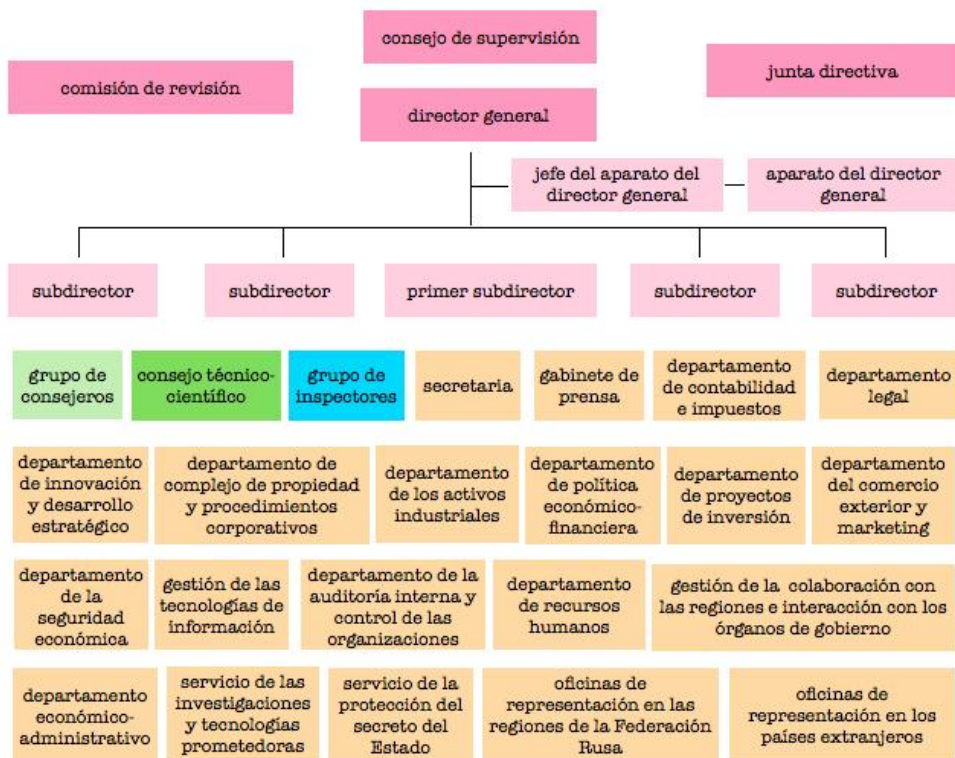 consejo de supervisión
comisión de revisión
junta directiva
director general
jefe del aparato del
director general
aparato del director
general
subdirector
subdirector
primer subdirector
subdirector
subdirector
grupo de
consejeros
consejo técnico-
científico
grupo de
inspectores
secretaria
gabinete de
prensa
departamento
de contabilidad
e impuestos
departamento
legal
departamento
de innovación
y desarrollo
estratégico
departamento de
complejo de propiedad
y procedimientos
corporativos
departamento
de los activos
industriales
departamento
de política
económico-
financiera
departamento
de proyectos
de inversión
departamento
del comercio
exterior y
marketing
departamento
de la
seguridad
económica
gestión de las
tecnologías de
información
departamento de la
auditoría interna y
control de las
organizaciones
departamento
de recursos
humanos
gestión de la colaboración con
las regiones e interacción con los
órganos de gobierno
departamento
económico-
administrativo
servicio de las
investigaciones
y tecnologías
prometedoras
servicio de la
protección del
secreto del
Estado
oficinas de
representación en las
regiones de la Federación
Rusa
oficinas de
representación en los
países extranjeros